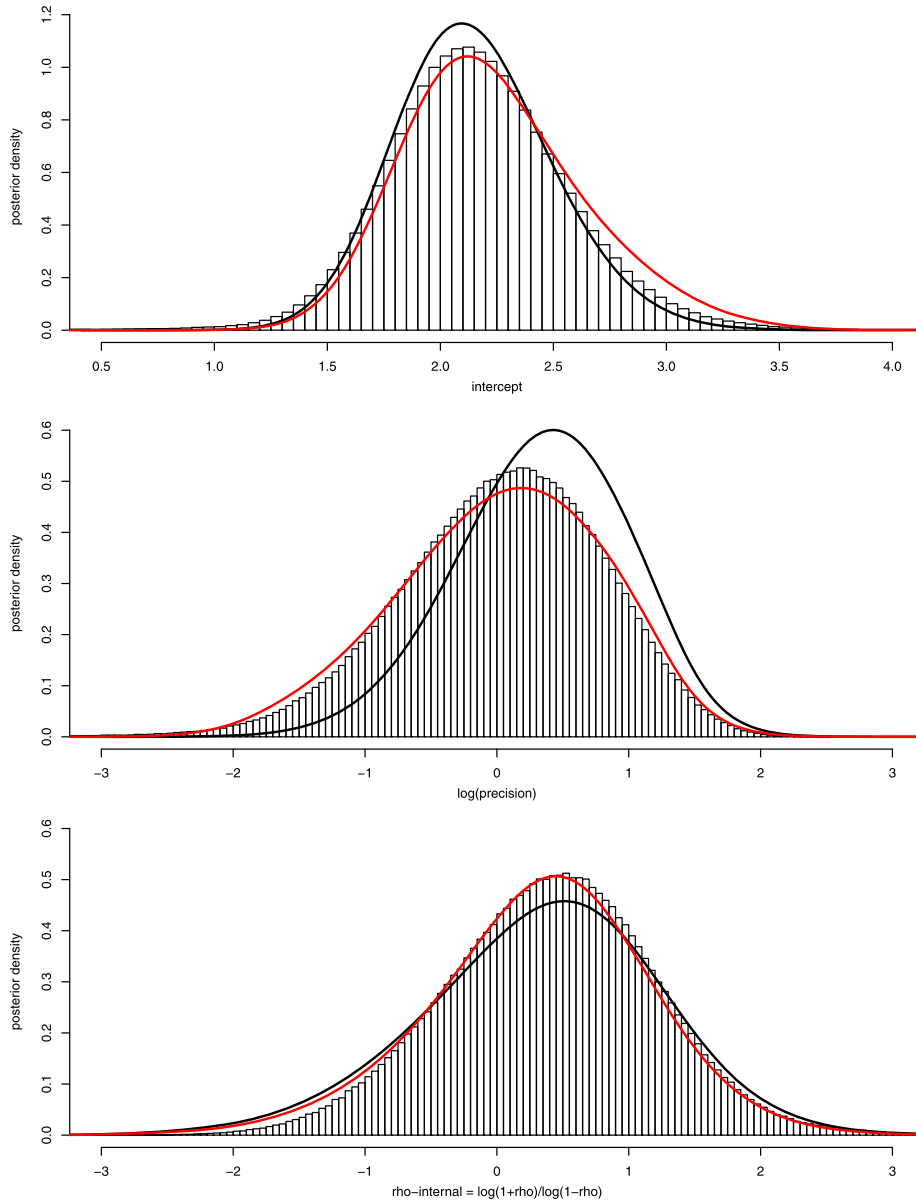 1.2
1.0
0.8
0.6
0.4
0.2
0.0
posterior density
0.5 1.0 1.5 2.0 2.5 3.0 3.5 4.0
intercept
0.6
0.5
0.4
0.3
0.2
0.1
0.0
posterior density
−3 −2 −1 0 1 2 3
log(precision)
0.6
0.5
0.4
0.3
0.2
0.1
0.0
posterior density
−3 −2 −1 0 1 2 3
rho−internal = log(1+rho)/log(1−rho)